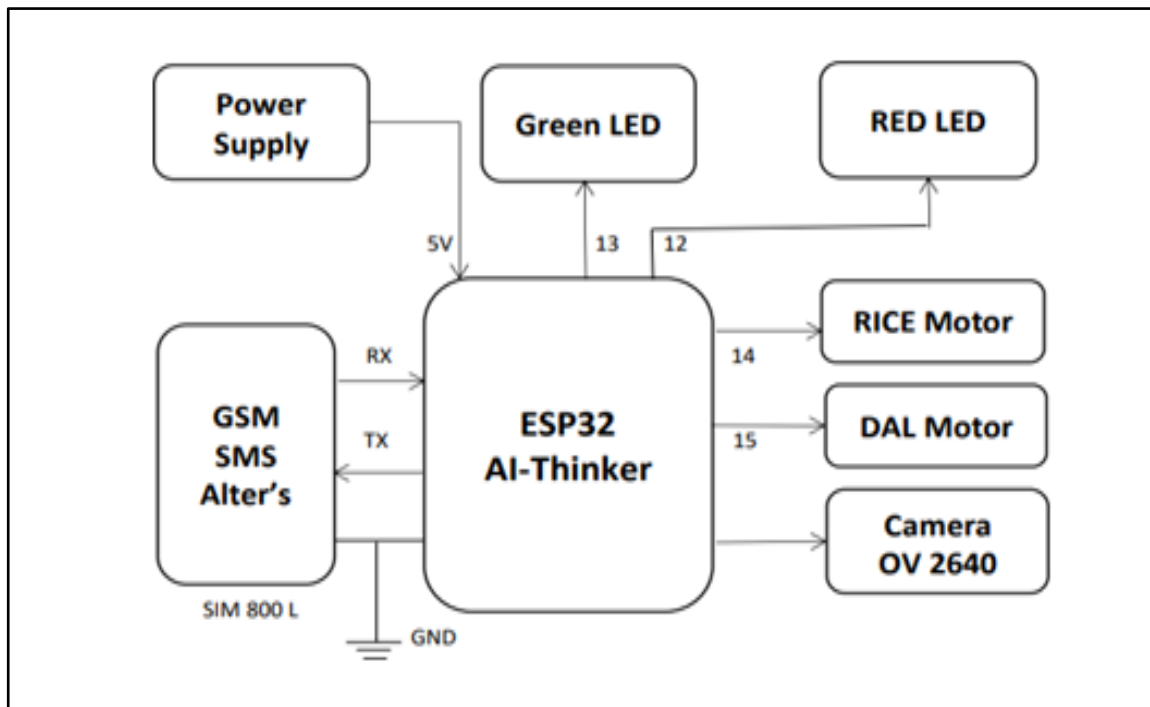 Power
Supply
Green LED
RED LED
5V
13
12
RICE Motor
14
RX
GSM
SMS
Alter's
TX
ESP32
AI-Thinker
DAL Motor
15
Camera
OV 2640
SIM 800 L
GND